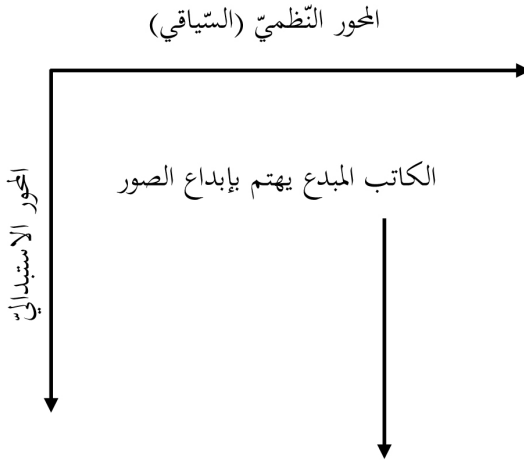 المحور النّظميّ (السّياقي)
الكاتب المبدع يهتم بإبداع الصور
المحور الاستبداليّ